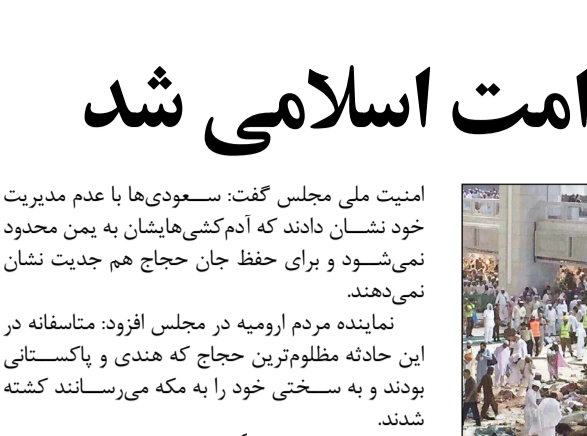 امت اسلامی شد
امنیت ملی مجلس گفت: سعودی‌ها با عدم مدیریت
خود نشان دادند که آدم‌کشی‌هایشان به یمن محدود
نمی‌شود و برای حفظ جان حجاج هم جدیت نشان
نمی‌دهند.
نماینده مردم ارومیه در مجلس افزود: متاسفانه در
این حادثه مظلوم‌ترین حجاج که هندی و پاکستانی
بودند و به سختی خود را به مکه می‌رسانند کشته
شدند.